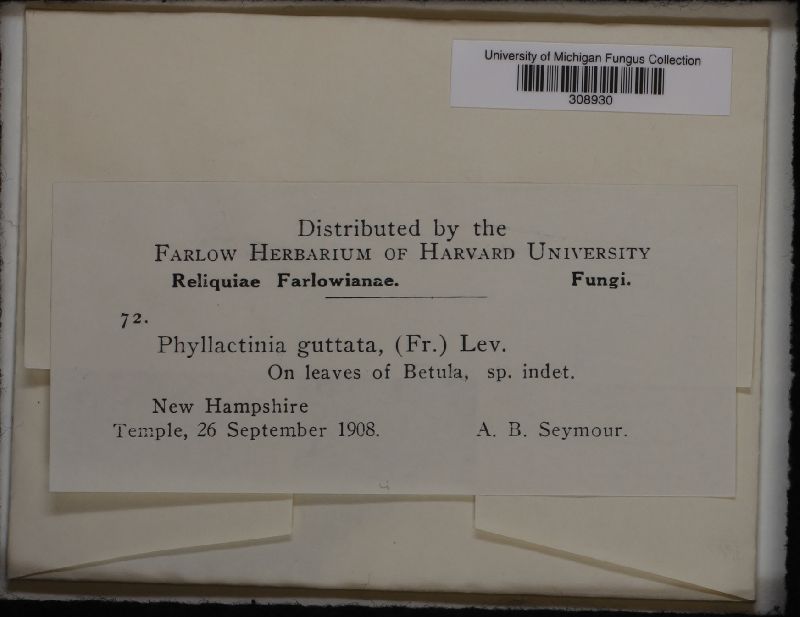 University of Michigan Fungus Collection
308930
Distributed by the
FARLOW HERBARIUM OF HARVARD UNIVERSITY
Reliquiae Farlowianae. Fungi.
72.
Phyllactinia guttata, (Fr.) Lev.
On leaves of Betula, sp. indet.
New Hampshire
Temple, 26 September 1908. A. B. Seymour.